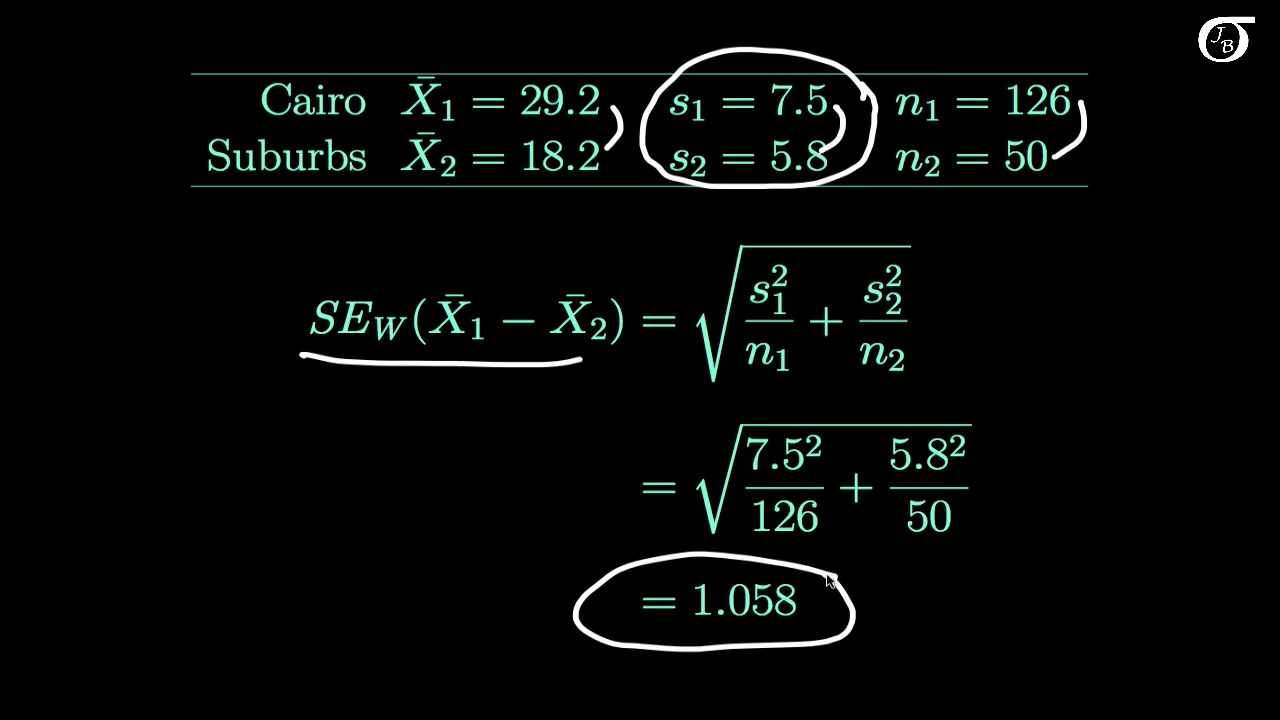 JB
Cairo X̄₁ = 29.2 s₁ = 7.5 n₁ = 126
Suburbs X̄₂ = 18.2 s₂ = 5.8 n₂ = 50
SE_W(X̄₁ − X̄₂) = √(s₁²/n₁ + s₂²/n₂)
= √(7.5²/126 + 5.8²/50)
= 1.058